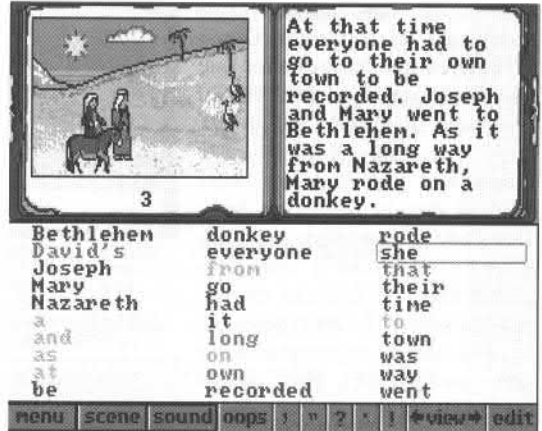 At that time
everyone had to
go to their own
town to be
recorded. Joseph
and Mary went to
Bethlehem. As it
was a long way
from Nazareth,
Mary rode on a
donkey.
3
Bethlehem donkey rode
David's everyone she
Joseph from that
Mary go their
Nazareth had time
a it to
and long town
as on was
at own way
be recorded went
menu scene sound oops , " ? . ! view edit